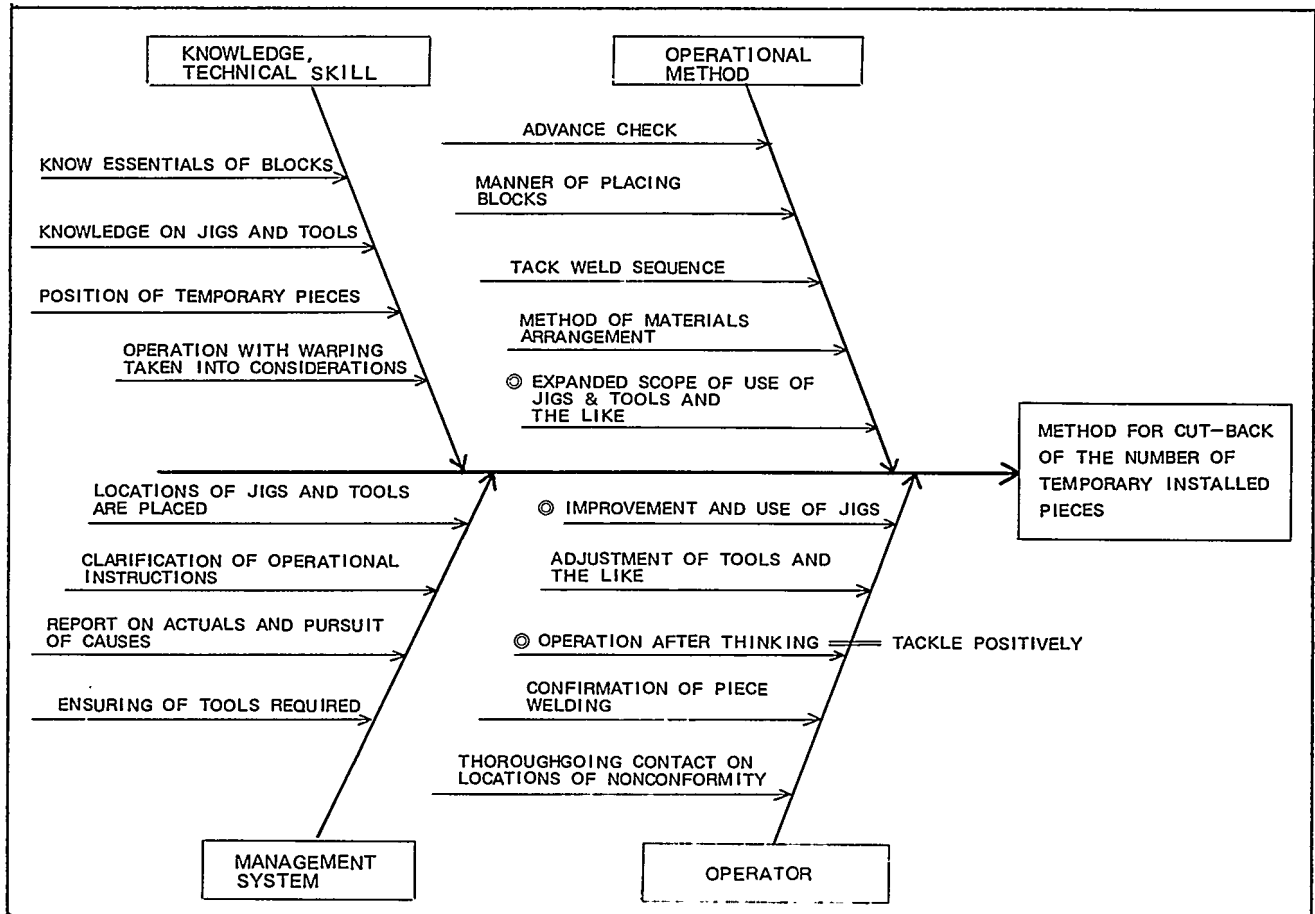 KNOWLEDGE,
TECHNICAL SKILL
OPERATIONAL
METHOD
KNOW ESSENTIALS OF BLOCKS
KNOWLEDGE ON JIGS AND TOOLS
POSITION OF TEMPORARY PIECES
OPERATION WITH WARPING
TAKEN INTO CONSIDERATIONS
ADVANCE CHECK
MANNER OF PLACING
BLOCKS
TACK WELD SEQUENCE
METHOD OF MATERIALS
ARRANGEMENT
◎ EXPANDED SCOPE OF USE OF
JIGS & TOOLS AND
THE LIKE
METHOD FOR CUT-BACK
OF THE NUMBER OF
TEMPORARY INSTALLED
PIECES
LOCATIONS OF JIGS AND TOOLS
ARE PLACED
CLARIFICATION OF OPERATIONAL
INSTRUCTIONS
REPORT ON ACTUALS AND PURSUIT
OF CAUSES
ENSURING OF TOOLS REQUIRED
◎ IMPROVEMENT AND USE OF JIGS
ADJUSTMENT OF TOOLS AND
THE LIKE
◎ OPERATION AFTER THINKING
TACKLE POSITIVELY
CONFIRMATION OF PIECE
WELDING
THOROUGHGOING CONTACT ON
LOCATIONS OF NONCONFORMITY
MANAGEMENT
SYSTEM
OPERATOR